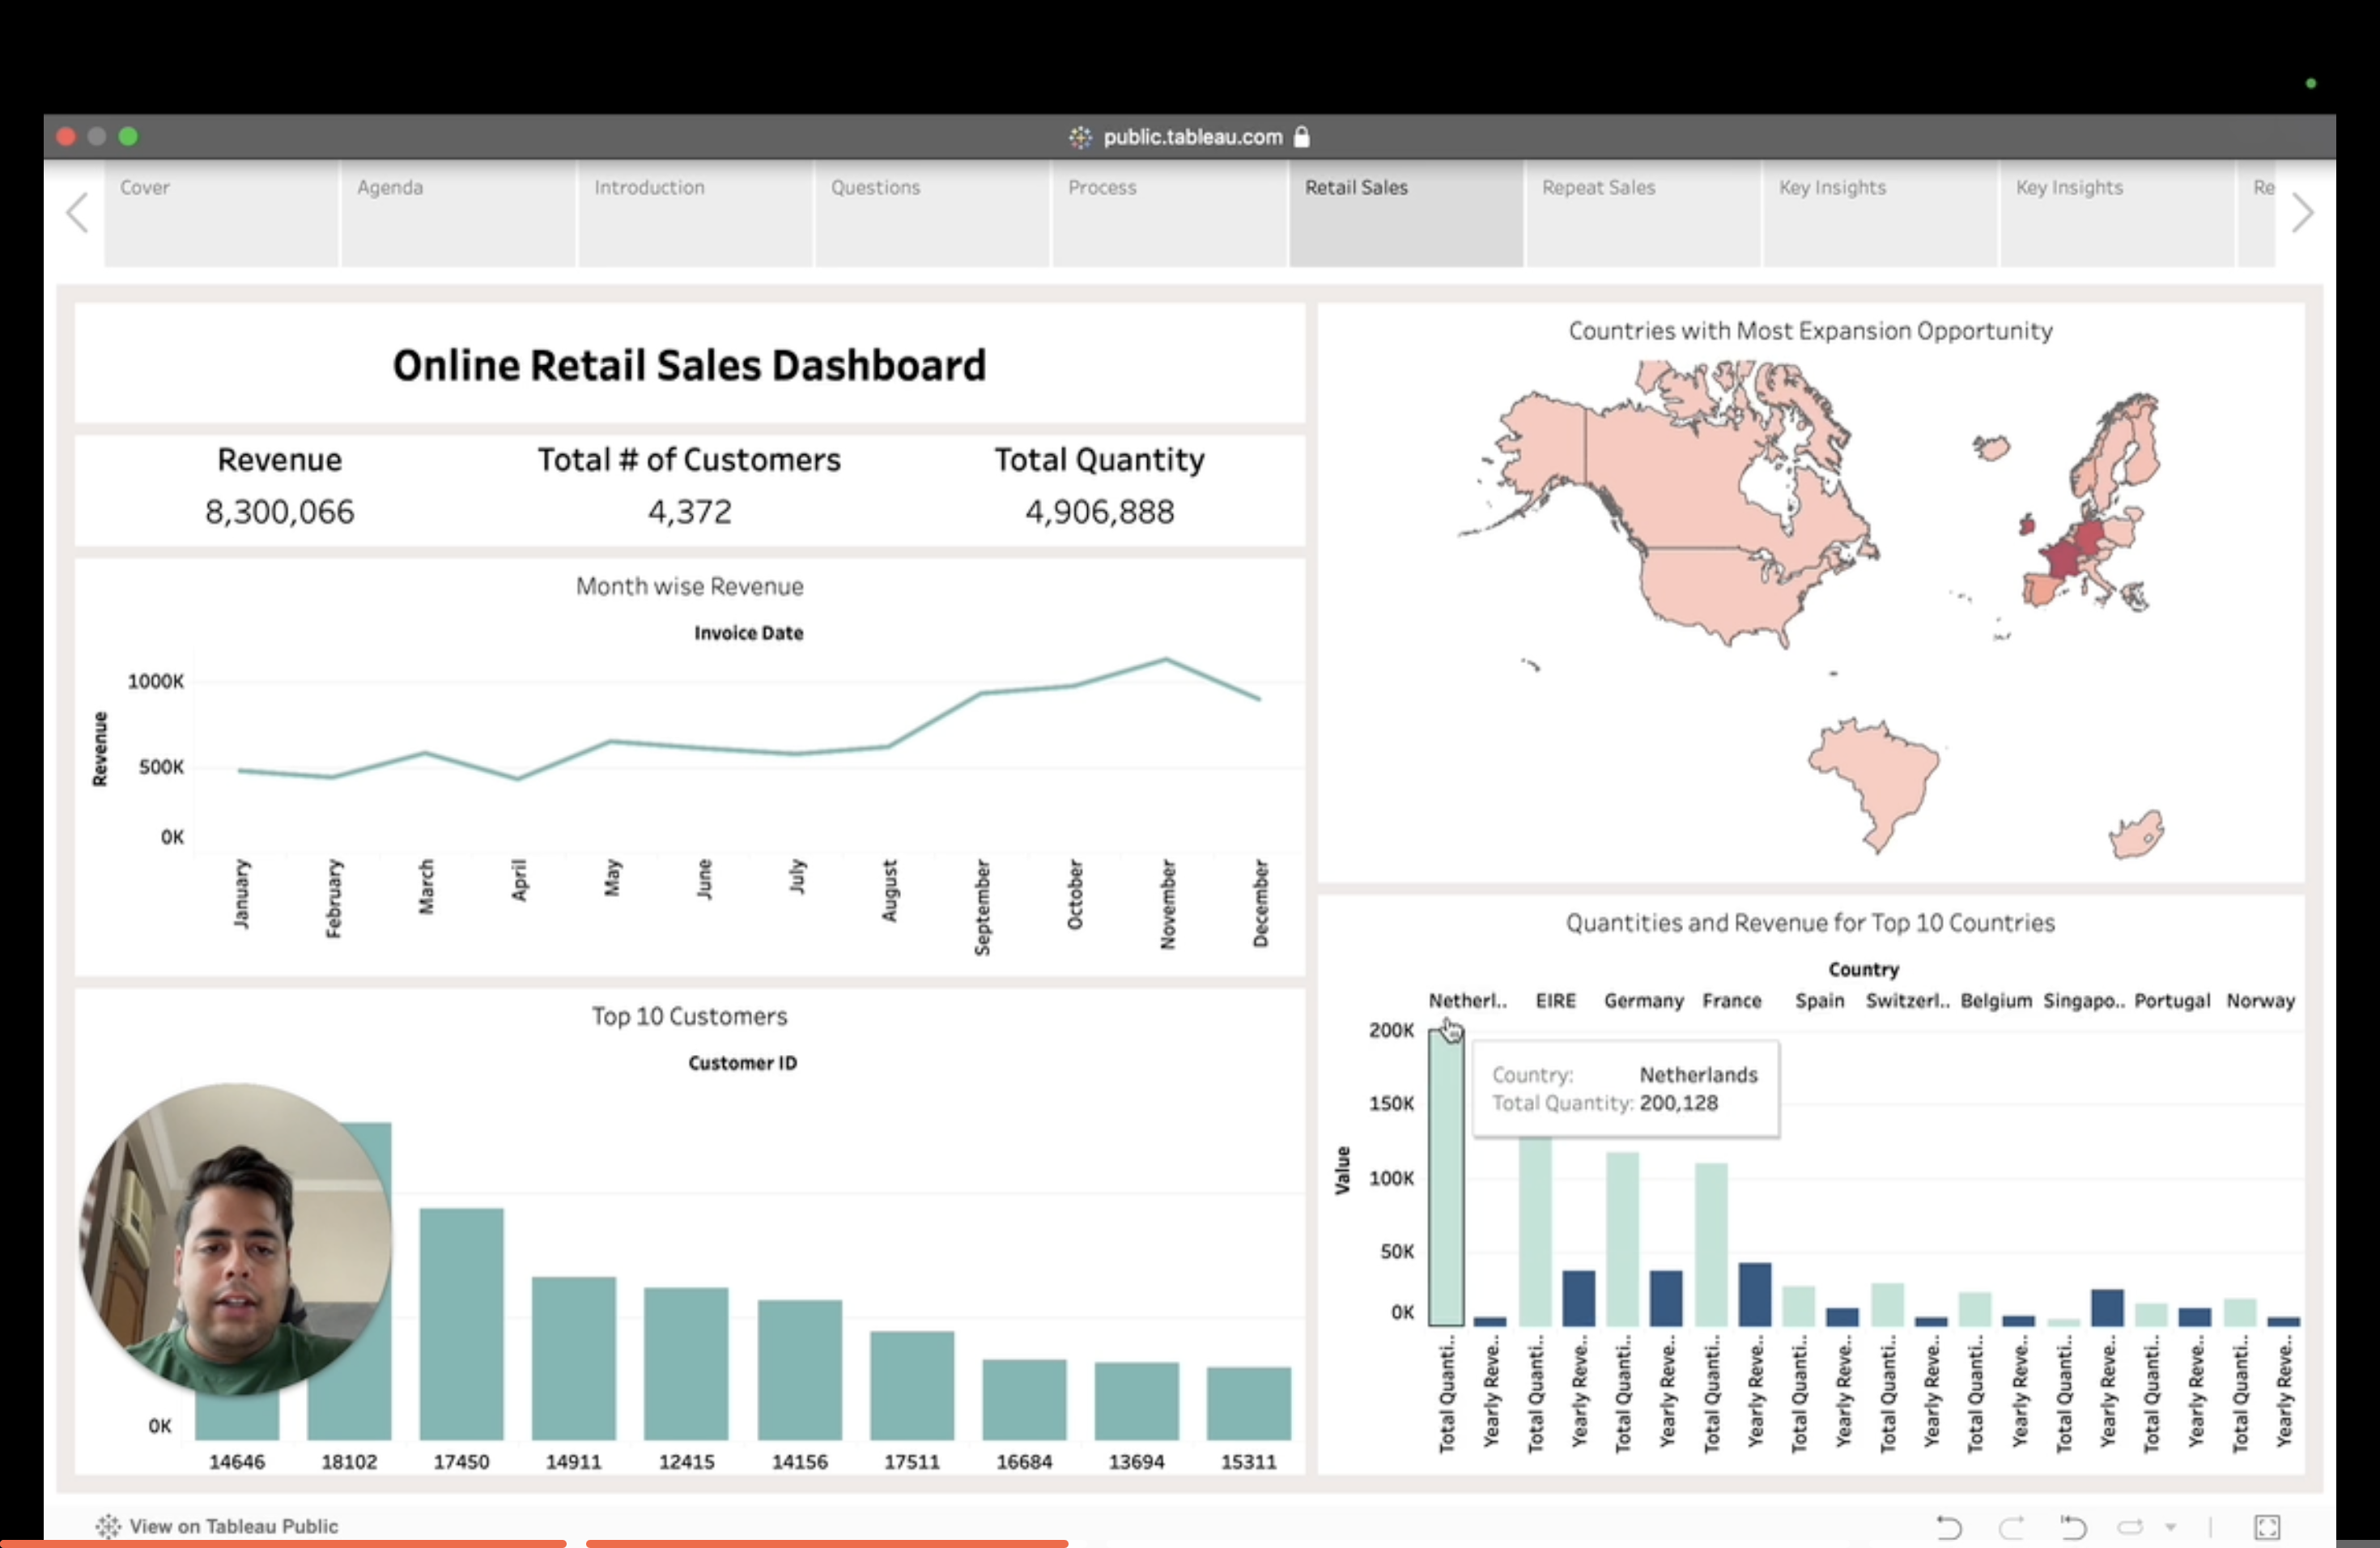 public.tableau.com
Cover
Agenda
Introduction
Questions
Process
Retail Sales
Repeat Sales
Key Insights
Key Insights
Re
Online Retail Sales Dashboard
Revenue
8,300,066
Total # of Customers
4,372
Total Quantity
4,906,888
Month wise Revenue
Invoice Date
Revenue
1000K
500K
0K
January
February
March
April
May
June
July
August
September
October
November
December
Top 10 Customers
Customer ID
0K
14646
18102
17450
14911
12415
14156
17511
16684
13694
15311
Countries with Most Expansion Opportunity
Quantities and Revenue for Top 10 Countries
Country
Netherl..
EIRE
Germany
France
Spain
Switzerl..
Belgium
Singapo..
Portugal
Norway
Value
200K
150K
100K
50K
0K
Country: Netherlands
Total Quantity: 200,128
Total Quanti..
Yearly Reve..
Total Quanti..
Yearly Reve..
Total Quanti..
Yearly Reve..
Total Quanti..
Yearly Reve..
Total Quanti..
Yearly Reve..
Total Quanti..
Yearly Reve..
Total Quanti..
Yearly Reve..
Total Quanti..
Yearly Reve..
Total Quanti..
Yearly Reve..
Total Quanti..
Yearly Reve..
View on Tableau Public